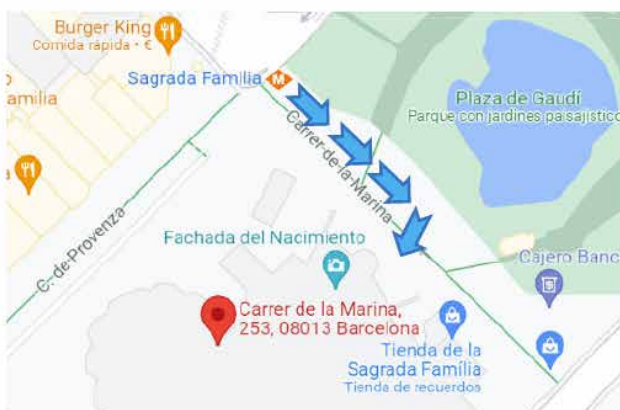 Burger King
Comida rápida · €
Sagrada Família
M
amilia
Plaza de Gaudí
Parque con jardines paisajístico
Carrer-de-la-Marina
C. de Provenza
Fachada del Nacimiento
Cajero Banc
Carrer de la Marina,
253, 08013 Barcelona
Tienda de la
Sagrada Família
Tienda de recuerdos